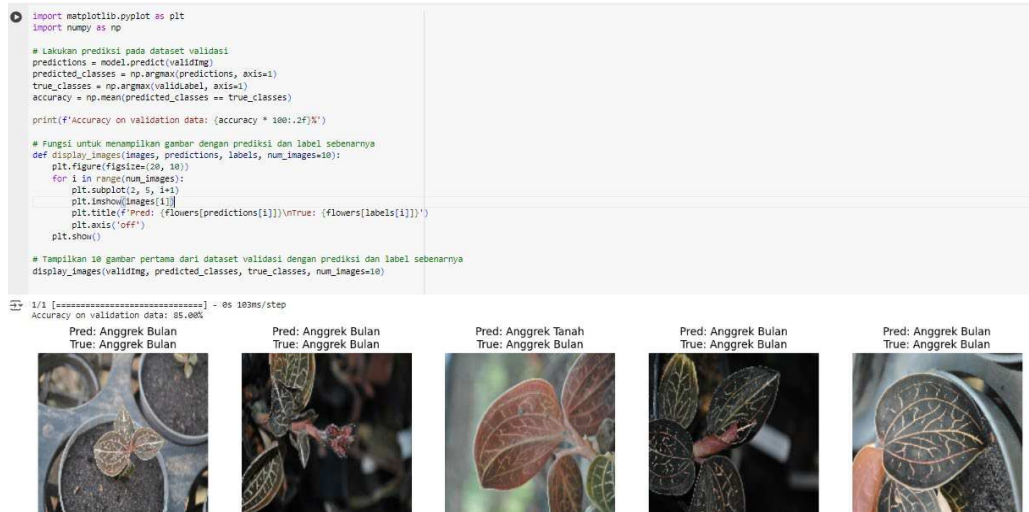 import matplotlib.pyplot as plt
import numpy as np
# Lakukan prediksi pada dataset validasi
predictions = model.predict(validImg)
predicted_classes = np.argmax(predictions, axis=1)
true_classes = np.argmax(validLabel, axis=1)
accuracy = np.mean(predicted_classes == true_classes)
print(f'Accuracy on validation data: {accuracy * 100:.2f}%')
# Fungsi untuk menampilkan gambar dengan prediksi dan label sebenarnya
def display_images(images, predictions, labels, num_images=10):
plt.figure(figsize=(20, 10))
for i in range(num_images):
plt.subplot(2, 5, i+1)
plt.imshow(images[i])
plt.title(f'Pred: {flowers[predictions[i]]}\nTrue: {flowers[labels[i]]}')
plt.axis('off')
plt.show()
# Tampilkan 10 gambar pertama dari dataset validasi dengan prediksi dan label sebenarnya
display_images(validImg, predicted_classes, true_classes, num_images=10)
1/1 [==============================] - 0s 103ms/step
Accuracy on validation data: 85.00%
Pred: Anggrek Bulan
True: Anggrek Bulan
Pred: Anggrek Bulan
True: Anggrek Bulan
Pred: Anggrek Tanah
True: Anggrek Bulan
Pred: Anggrek Bulan
True: Anggrek Bulan
Pred: Anggrek Bulan
True: Anggrek Bulan